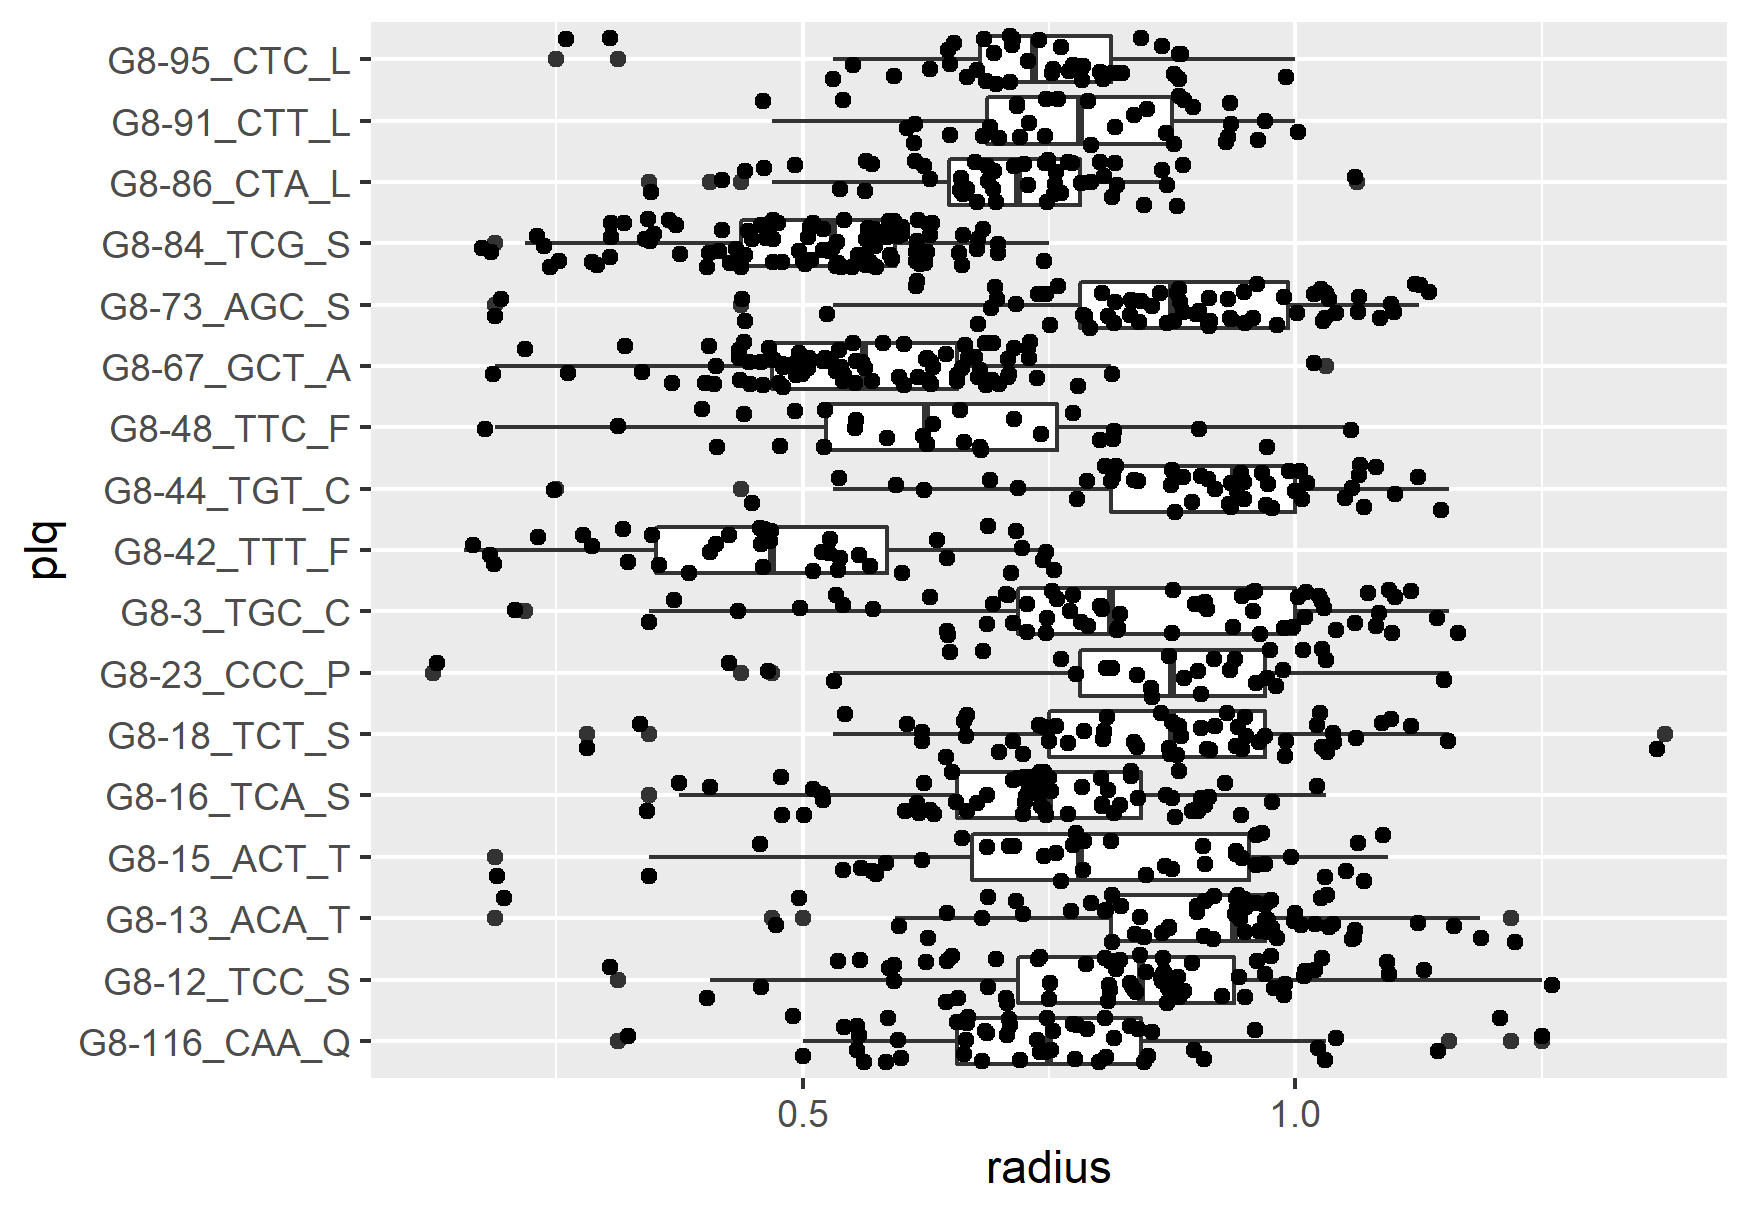 G8-95_CTC_L
G8-91_CTT_L
G8-86_CTA_L
G8-84_TCG_S
G8-73_AGC_S
G8-67_GCT_A
G8-48_TTC_F
G8-44_TGT_C
G8-42_TTT_F
G8-3_TGC_C
G8-23_CCC_P
G8-18_TCT_S
G8-16_TCA_S
G8-15_ACT_T
G8-13_ACA_T
G8-12_TCC_S
G8-116_CAA_Q
plq
0.5 1.0
radius